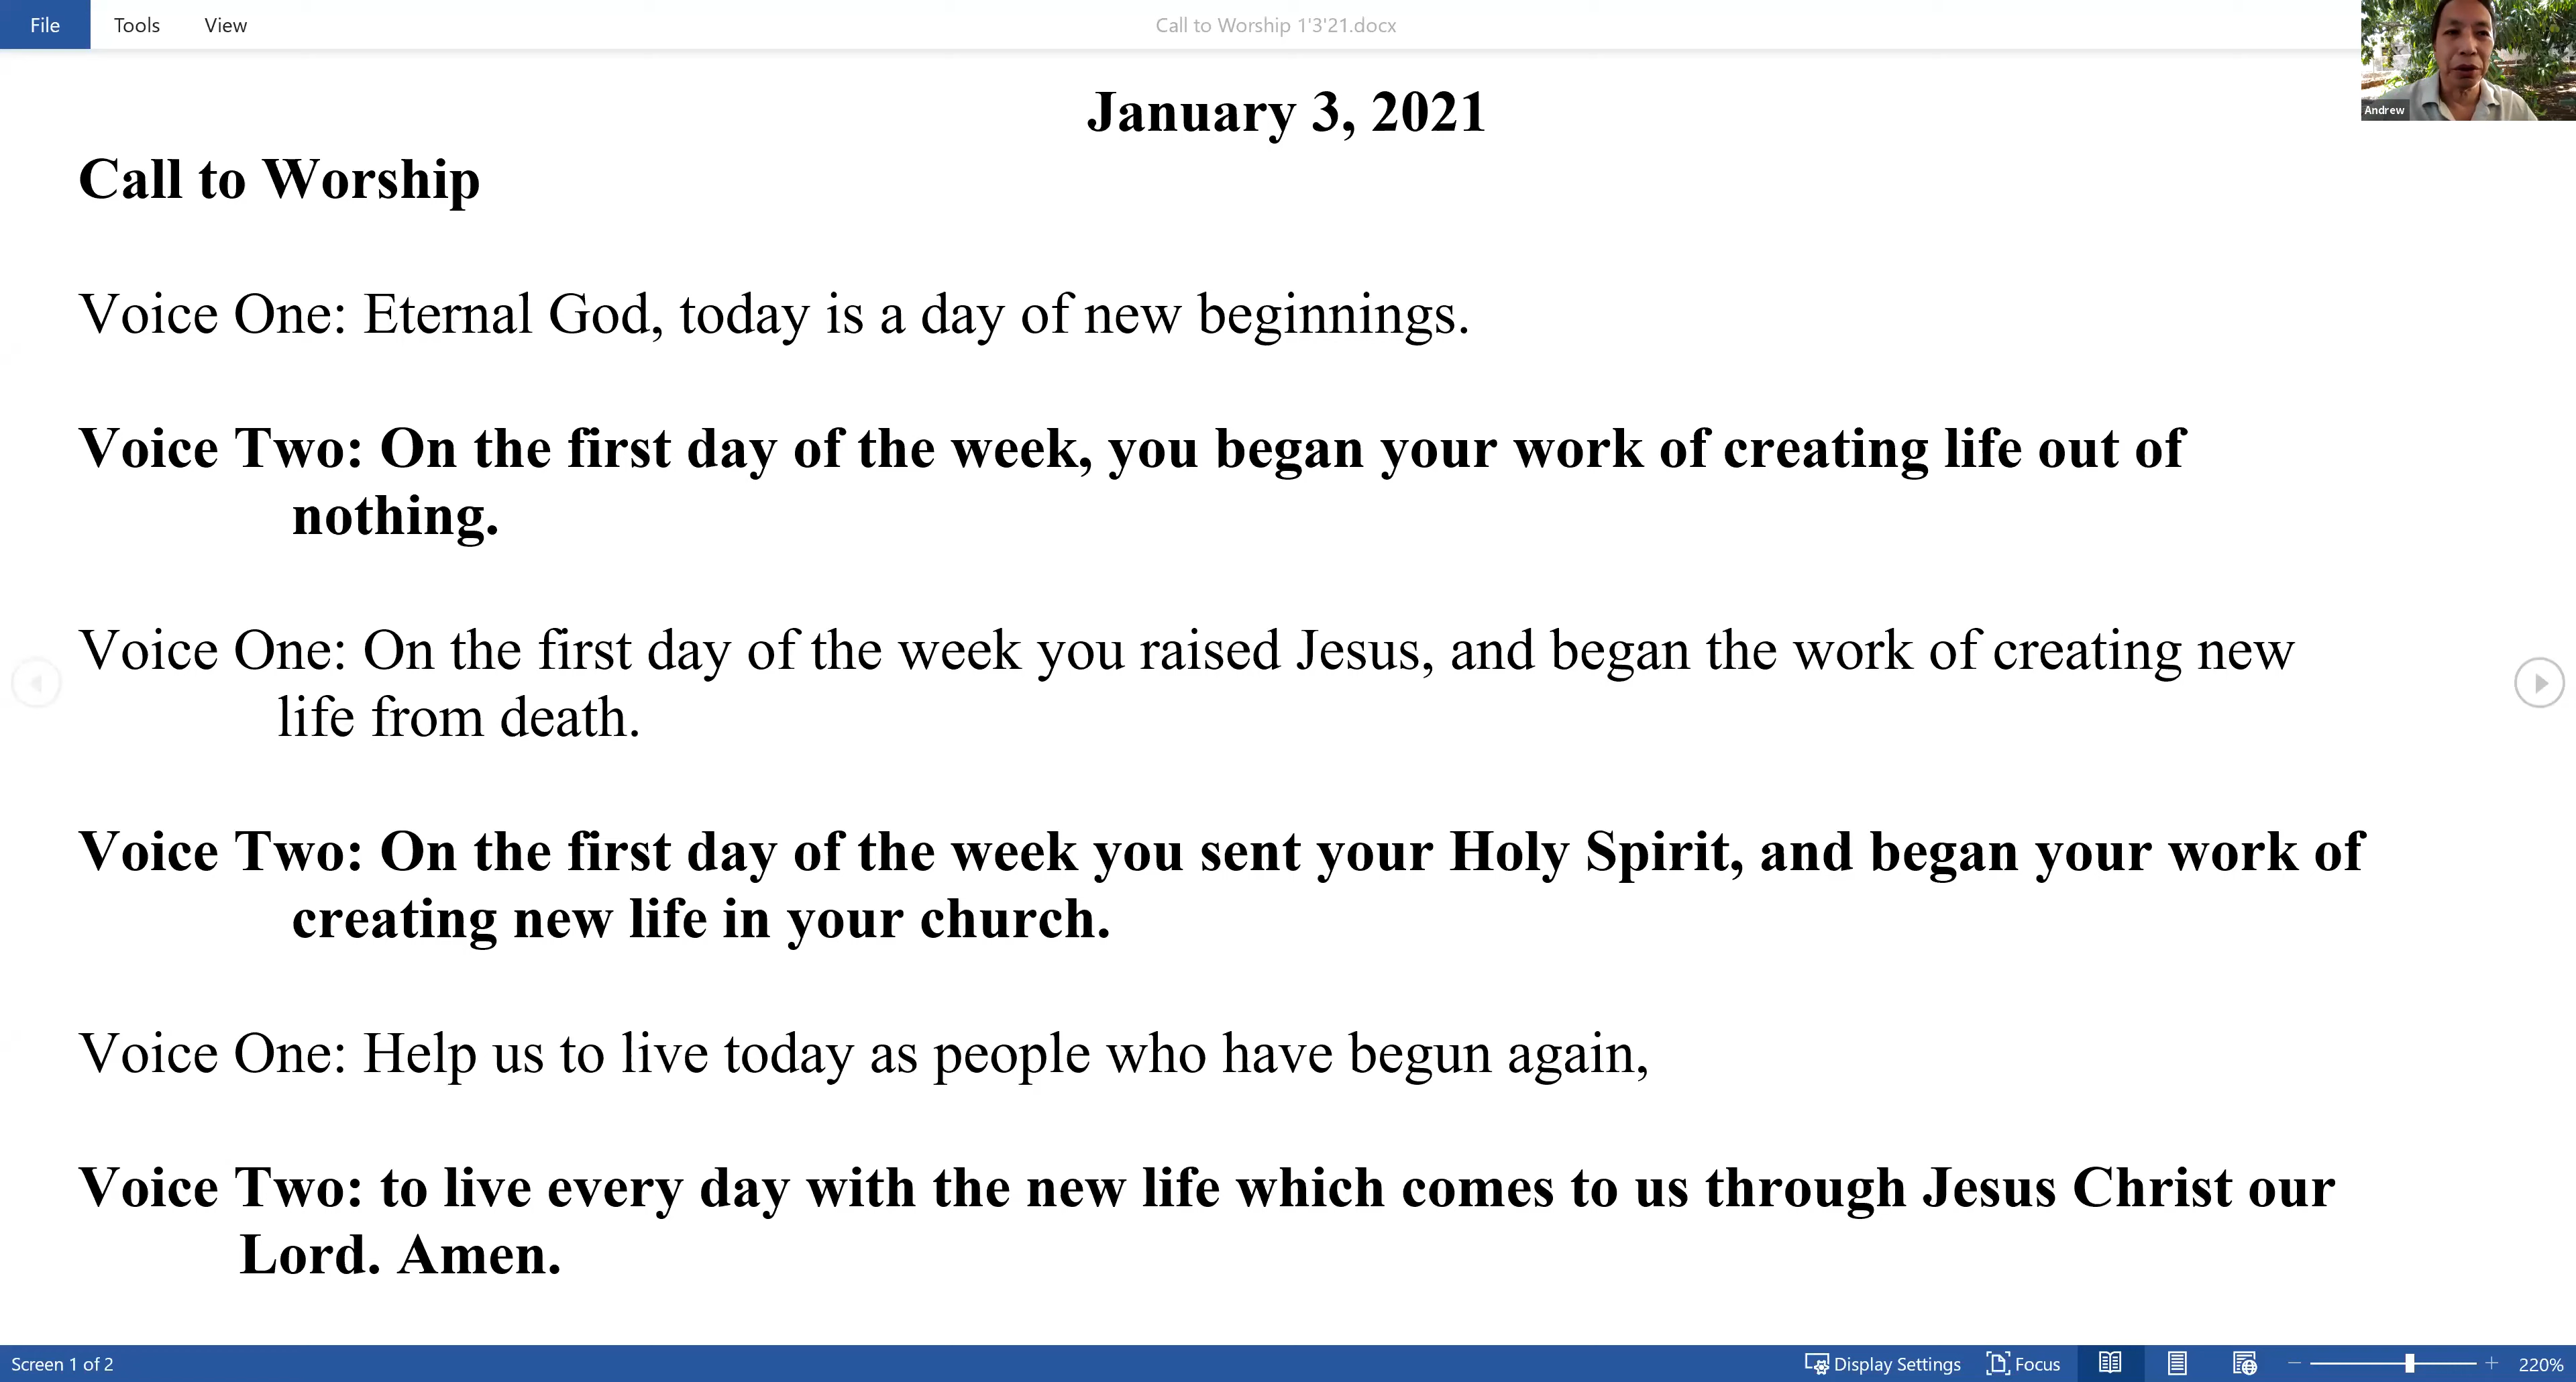 File Tools View Call to Worship 1'3'21.docx
Andrew
January 3, 2021
Call to Worship
Voice One: Eternal God, today is a day of new beginnings.
Voice Two: On the first day of the week, you began your work of creating life out of
nothing.
Voice One: On the first day of the week you raised Jesus, and began the work of creating new
life from death.
Voice Two: On the first day of the week you sent your Holy Spirit, and began your work of
creating new life in your church.
Voice One: Help us to live today as people who have begun again,
Voice Two: to live every day with the new life which comes to us through Jesus Christ our
Lord. Amen.
Screen 1 of 2 Display Settings Focus 220%